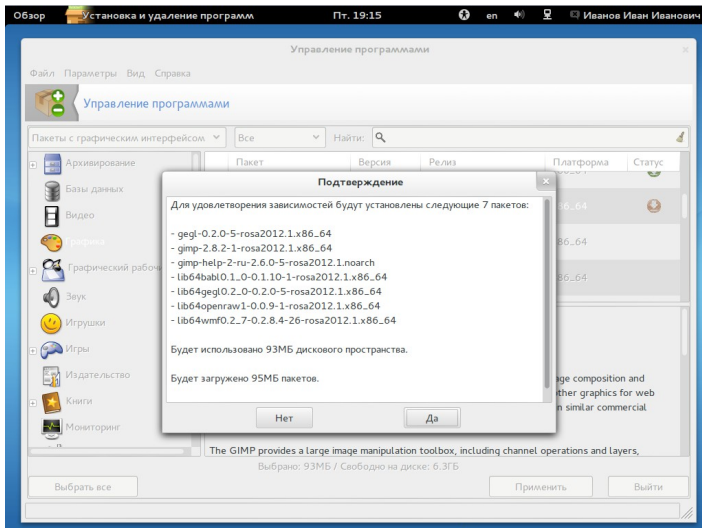 Обзор Установка и удаление программ Пт. 19:15 en Иванов Иван Иванович
Управление программами
Файл Параметры Вид Справка
Управление программами
Пакеты с графическим интерфейсом Все Найти:
Пакет Версия Релиз Платформа Статус
Архивирование
Базы данных
Видео
Графика
Графический рабоч
Звук
Игрушки
Игры
Издательство
Книги
Мониторинг
86_64
86_64
86_64
Подтверждение
Для удовлетворения зависимостей будут установлены следующие 7 пакетов:
- gegl-0.2.0-5-rosa2012.1.x86_64
- gimp-2.8.2-1-rosa2012.1.x86_64
- gimp-help-2-ru-2.6.0-5-rosa2012.1.noarch
- lib64babl0.1_0-0.1.10-1-rosa2012.1.x86_64
- lib64gegl0.2_0-0.2.0-5-rosa2012.1.x86_64
- lib64openraw1-0.0.9-1-rosa2012.1.x86_64
- lib64wmf0.2_7-0.2.8.4-26-rosa2012.1.x86_64
Будет использовано 93МБ дискового пространства.
Будет загружено 95МБ пакетов.
Нет Да
age composition and
other graphics for web
n similar commercial
The GIMP provides a large image manipulation toolbox, including channel operations and layers,
Выбрано: 93МБ / Свободно на диске: 6.3ГБ
Выбрать все Применить Выйти